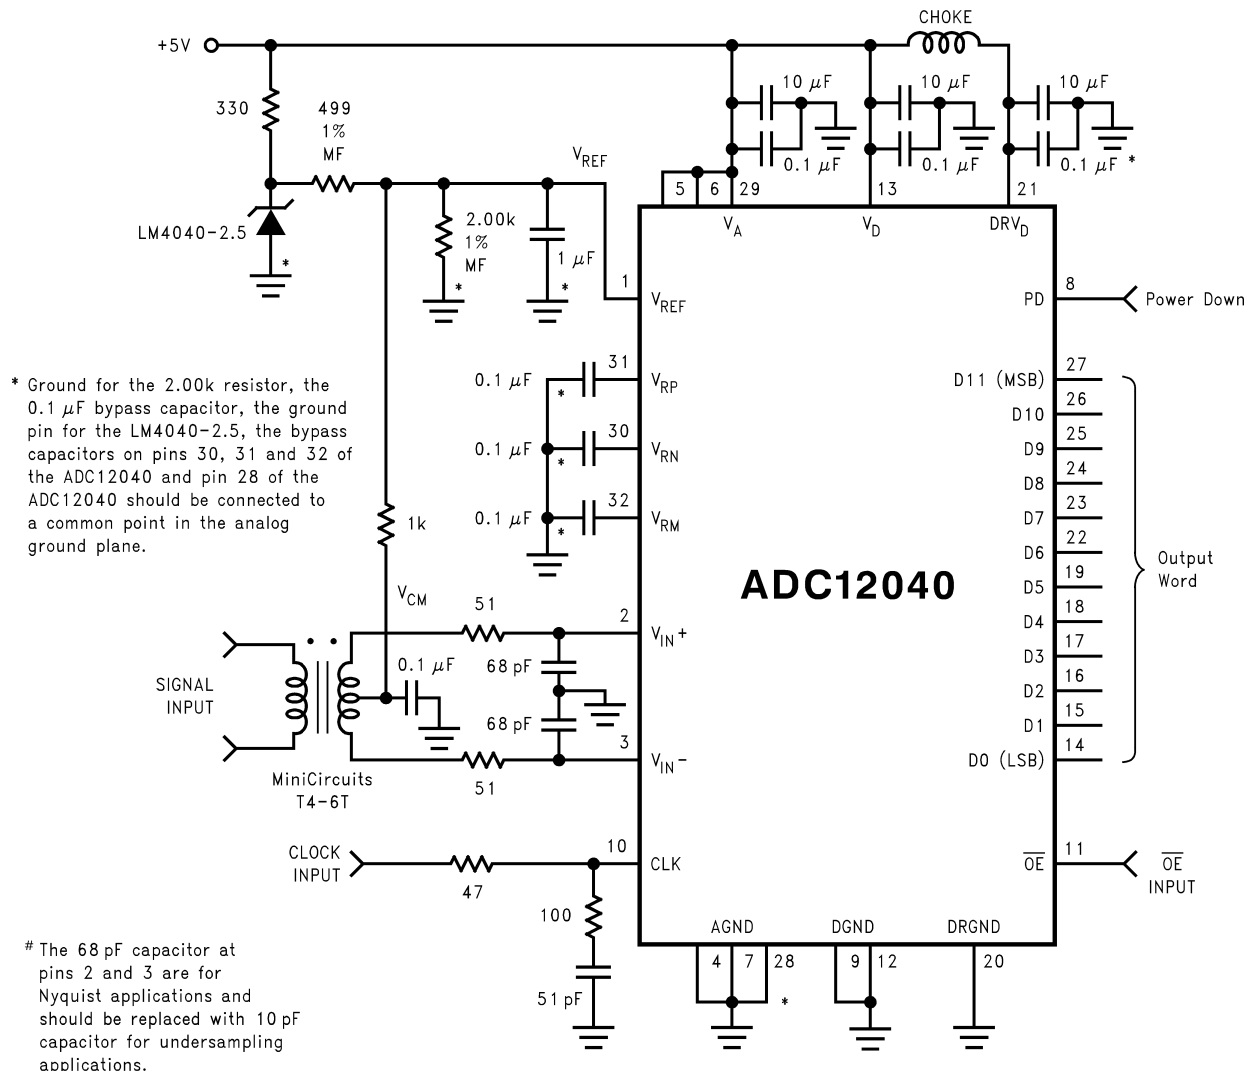 CHOKE
+5V
10 µF
10 µF
10 µF
330
499
1%
MF
VREF
0.1 µF
0.1 µF
0.1 µF *
5
6
29
13
21
VA
VD
DRVD
LM4040-2.5
*
2.00k
1%
MF
*
1 µF
*
1
VREF
8
PD
Power Down
* Ground for the 2.00k resistor, the
0.1 µF bypass capacitor, the ground
pin for the LM4040-2.5, the bypass
capacitors on pins 30, 31 and 32 of
the ADC12040 and pin 28 of the
ADC12040 should be connected to
a common point in the analog
ground plane.
0.1 µF
*
31
VRP
0.1 µF
*
30
VRN
0.1 µF
*
32
VRM
1k
ADC12040
D11 (MSB)
27
D10
26
D9
25
D8
24
D7
23
D6
22
D5
19
D4
18
D3
17
D2
16
D1
15
D0 (LSB)
14
Output
Word
VCM
51
2
VIN+
SIGNAL
INPUT
0.1 µF
68 pF
68 pF
3
VIN-
51
MiniCircuits
T4-6T
CLOCK
INPUT
47
10
CLK
100
51 pF
OE
11
OE
INPUT
AGND
DGND
DRGND
4
7
28
*
9
12
20
# The 68 pF capacitor at
pins 2 and 3 are for
Nyquist applications and
should be replaced with 10 pF
capacitor for undersampling
applications.